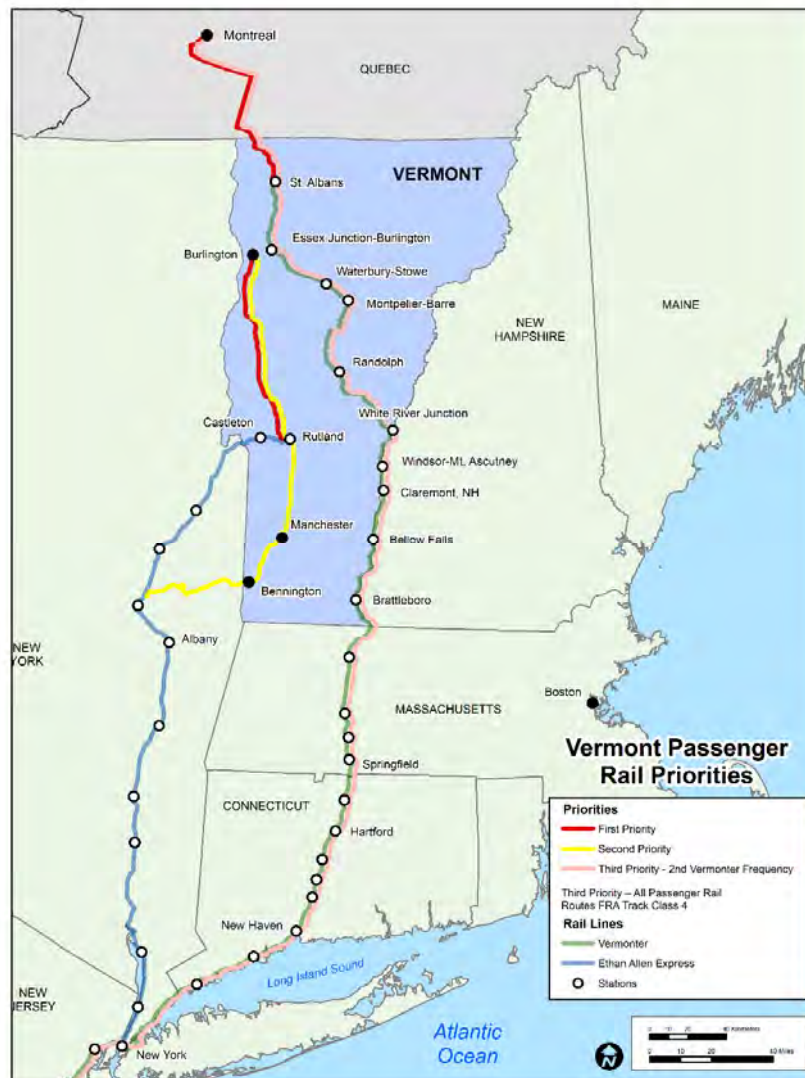 Montreal
QUEBEC
VERMONT
St. Albans
Essex Junction-Burlington
Burlington
Waterbury-Stowe
Montpelier-Barre
MAINE
NEW
HAMPSHIRE
Randolph
White River Junction
Castleton
Rutland
Windsor-Mt. Ascutney
Claremont, NH
Manchester
Bellow Falls
Bennington
Brattleboro
Albany
NEW
YORK
Boston
MASSACHUSETTS
Springfield
Vermont Passenger
Rail Priorities
CONNECTICUT
Hartford
Priorities
First Priority
Second Priority
Third Priority - 2nd Vermonter Frequency
Third Priority – All Passenger Rail
Routes FRA Track Class 4
Rail Lines
Vermonter
Ethan Allen Express
Stations
New Haven
Long Island Sound
NEW
JERSEY
New York
Atlantic
Ocean
N